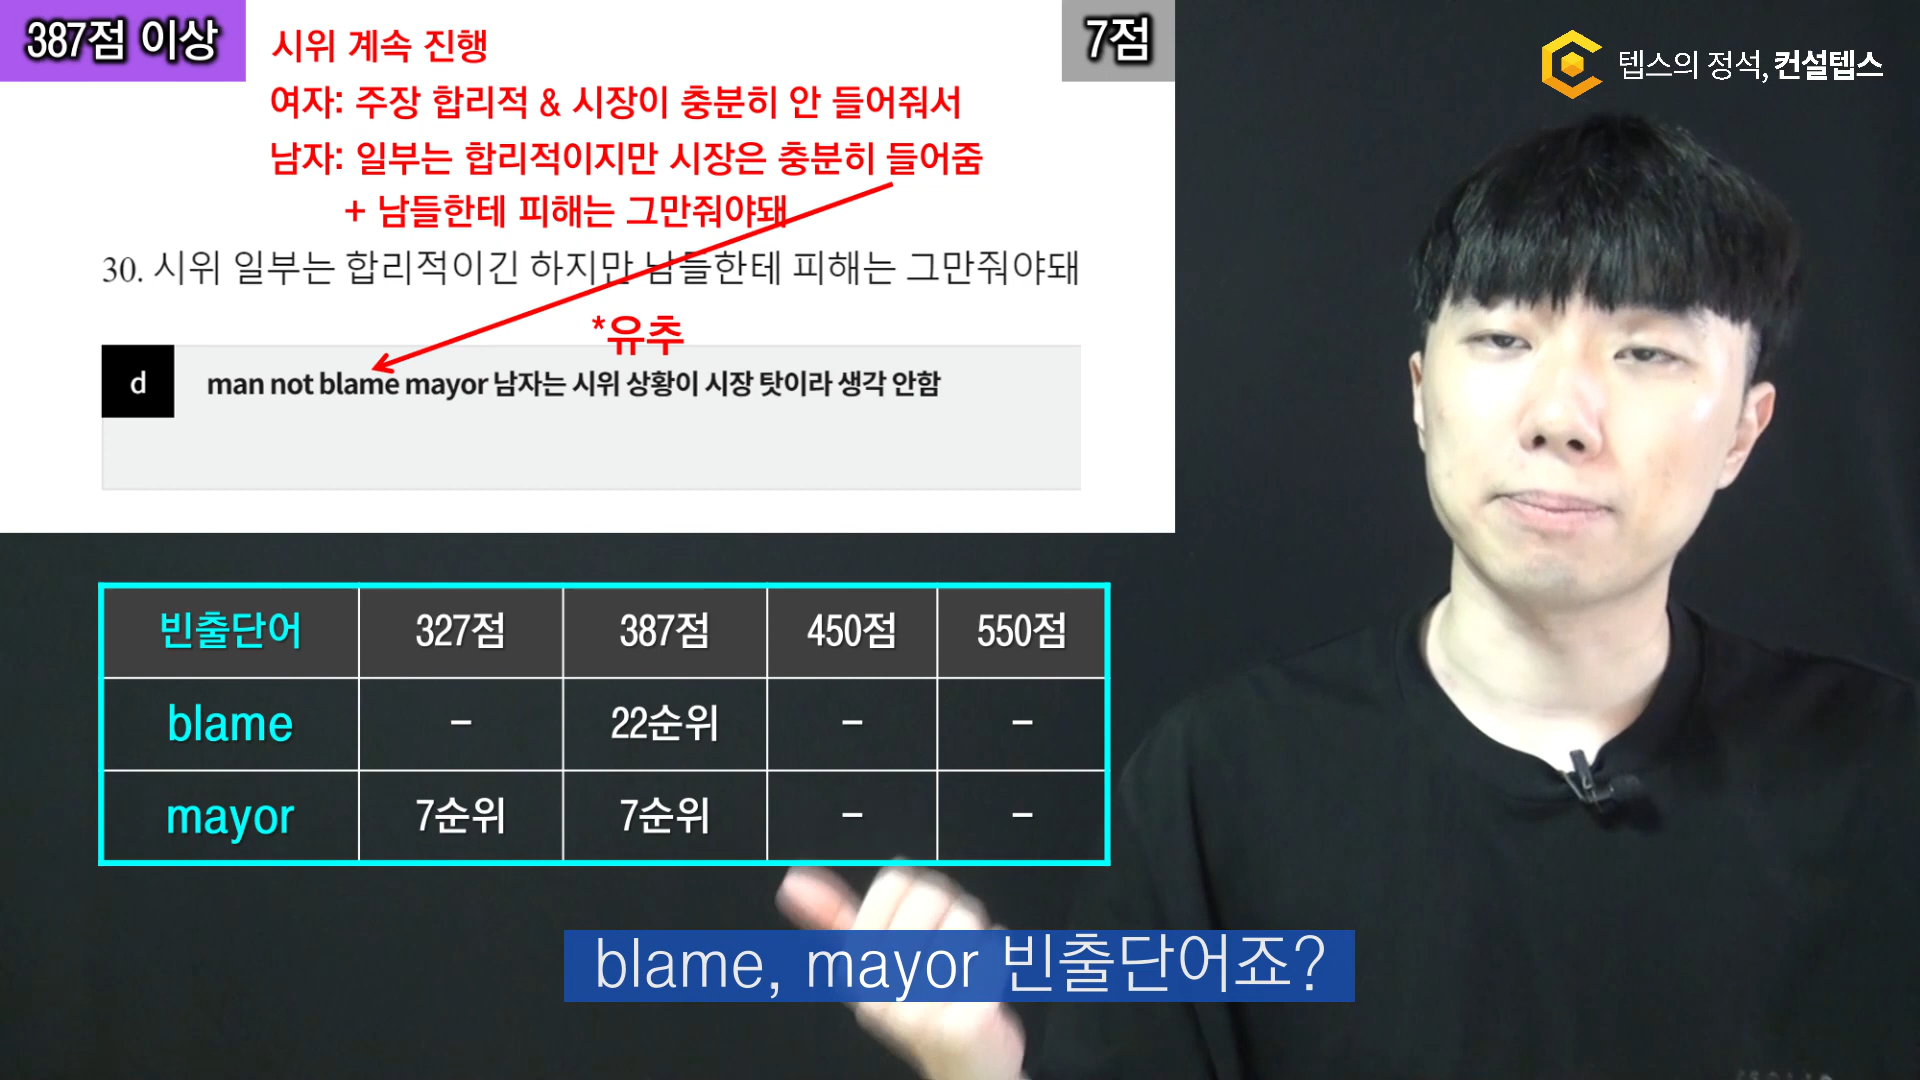 387점 이상
시위 계속 진행
7점
텝스의 정석, 컨설텝스
여자: 주장 합리적 & 시장이 충분히 안 들어줘서
남자: 일부는 합리적이지만 시장은 충분히 들어줌
+ 남들한테 피해는 그만줘야돼
30. 시위 일부는 합리적이긴 하지만 남들한테 피해는 그만줘야돼
*유추
d man not blame mayor 남자는 시위 상황이 시장 탓이라 생각 안함
빈출단어 327점 387점 450점 550점
blame - 22순위 - -
mayor 7순위 7순위 - -
blame, mayor 빈출단어죠?